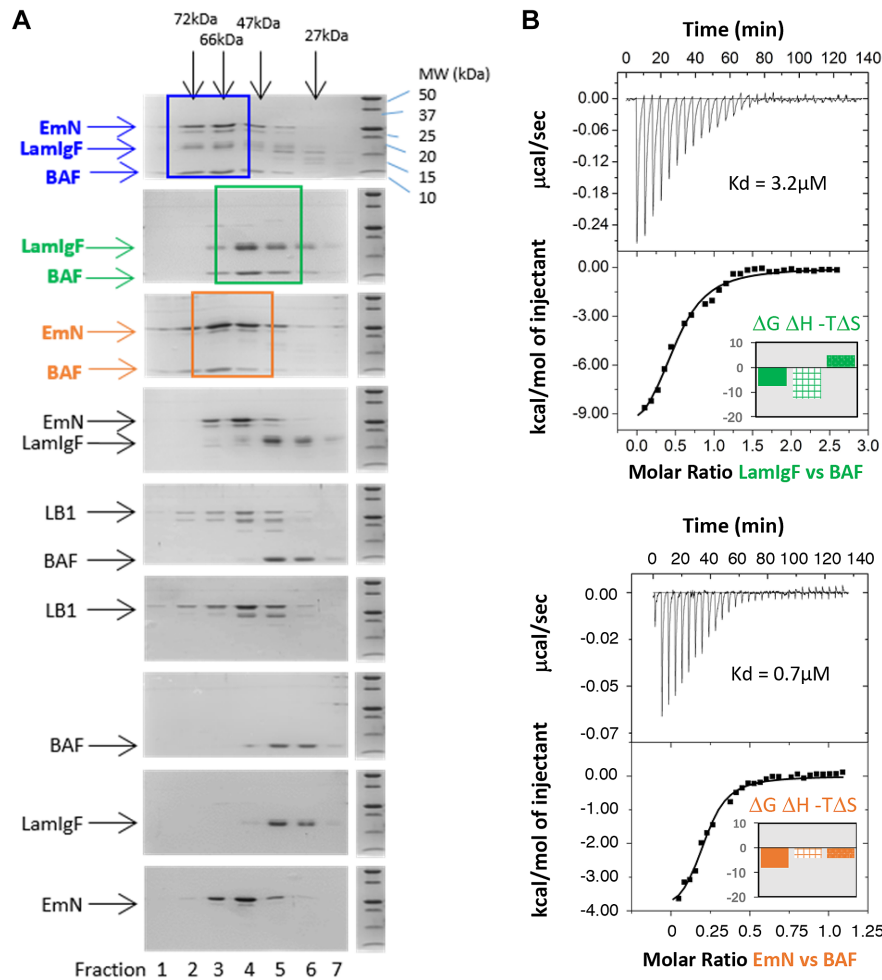 A
72kDa
66kDa
47kDa
27kDa
MW (kDa)
50
37
25
20
15
10
EmN
LamIgF
BAF
LamIgF
BAF
EmN
BAF
EmN
LamIgF
LB1
BAF
LB1
BAF
LamIgF
EmN
Fraction 1 2 3 4 5 6 7
B
Time (min)
0 20 40 60 80 100 120 140
µcal/sec
0.00
-0.06
-0.12
-0.18
-0.24
Kd = 3.2µM
kcal/mol of injectant
0.00
-3.00
-6.00
-9.00
ΔG ΔH -TΔS
10
0
-10
-20
0.0 0.5 1.0 1.5 2.0 2.5 3.0
Molar Ratio LamIgF vs BAF
Time (min)
0 20 40 60 80 100 120 140
µcal/sec
0.00
-0.02
-0.05
-0.07
Kd = 0.7µM
kcal/mol of injectant
0.00
-1.00
-2.00
-3.00
-4.00
ΔG ΔH -TΔS
10
0
-10
-20
0 0.25 0.50 0.75 1.0 1.25
Molar Ratio EmN vs BAF